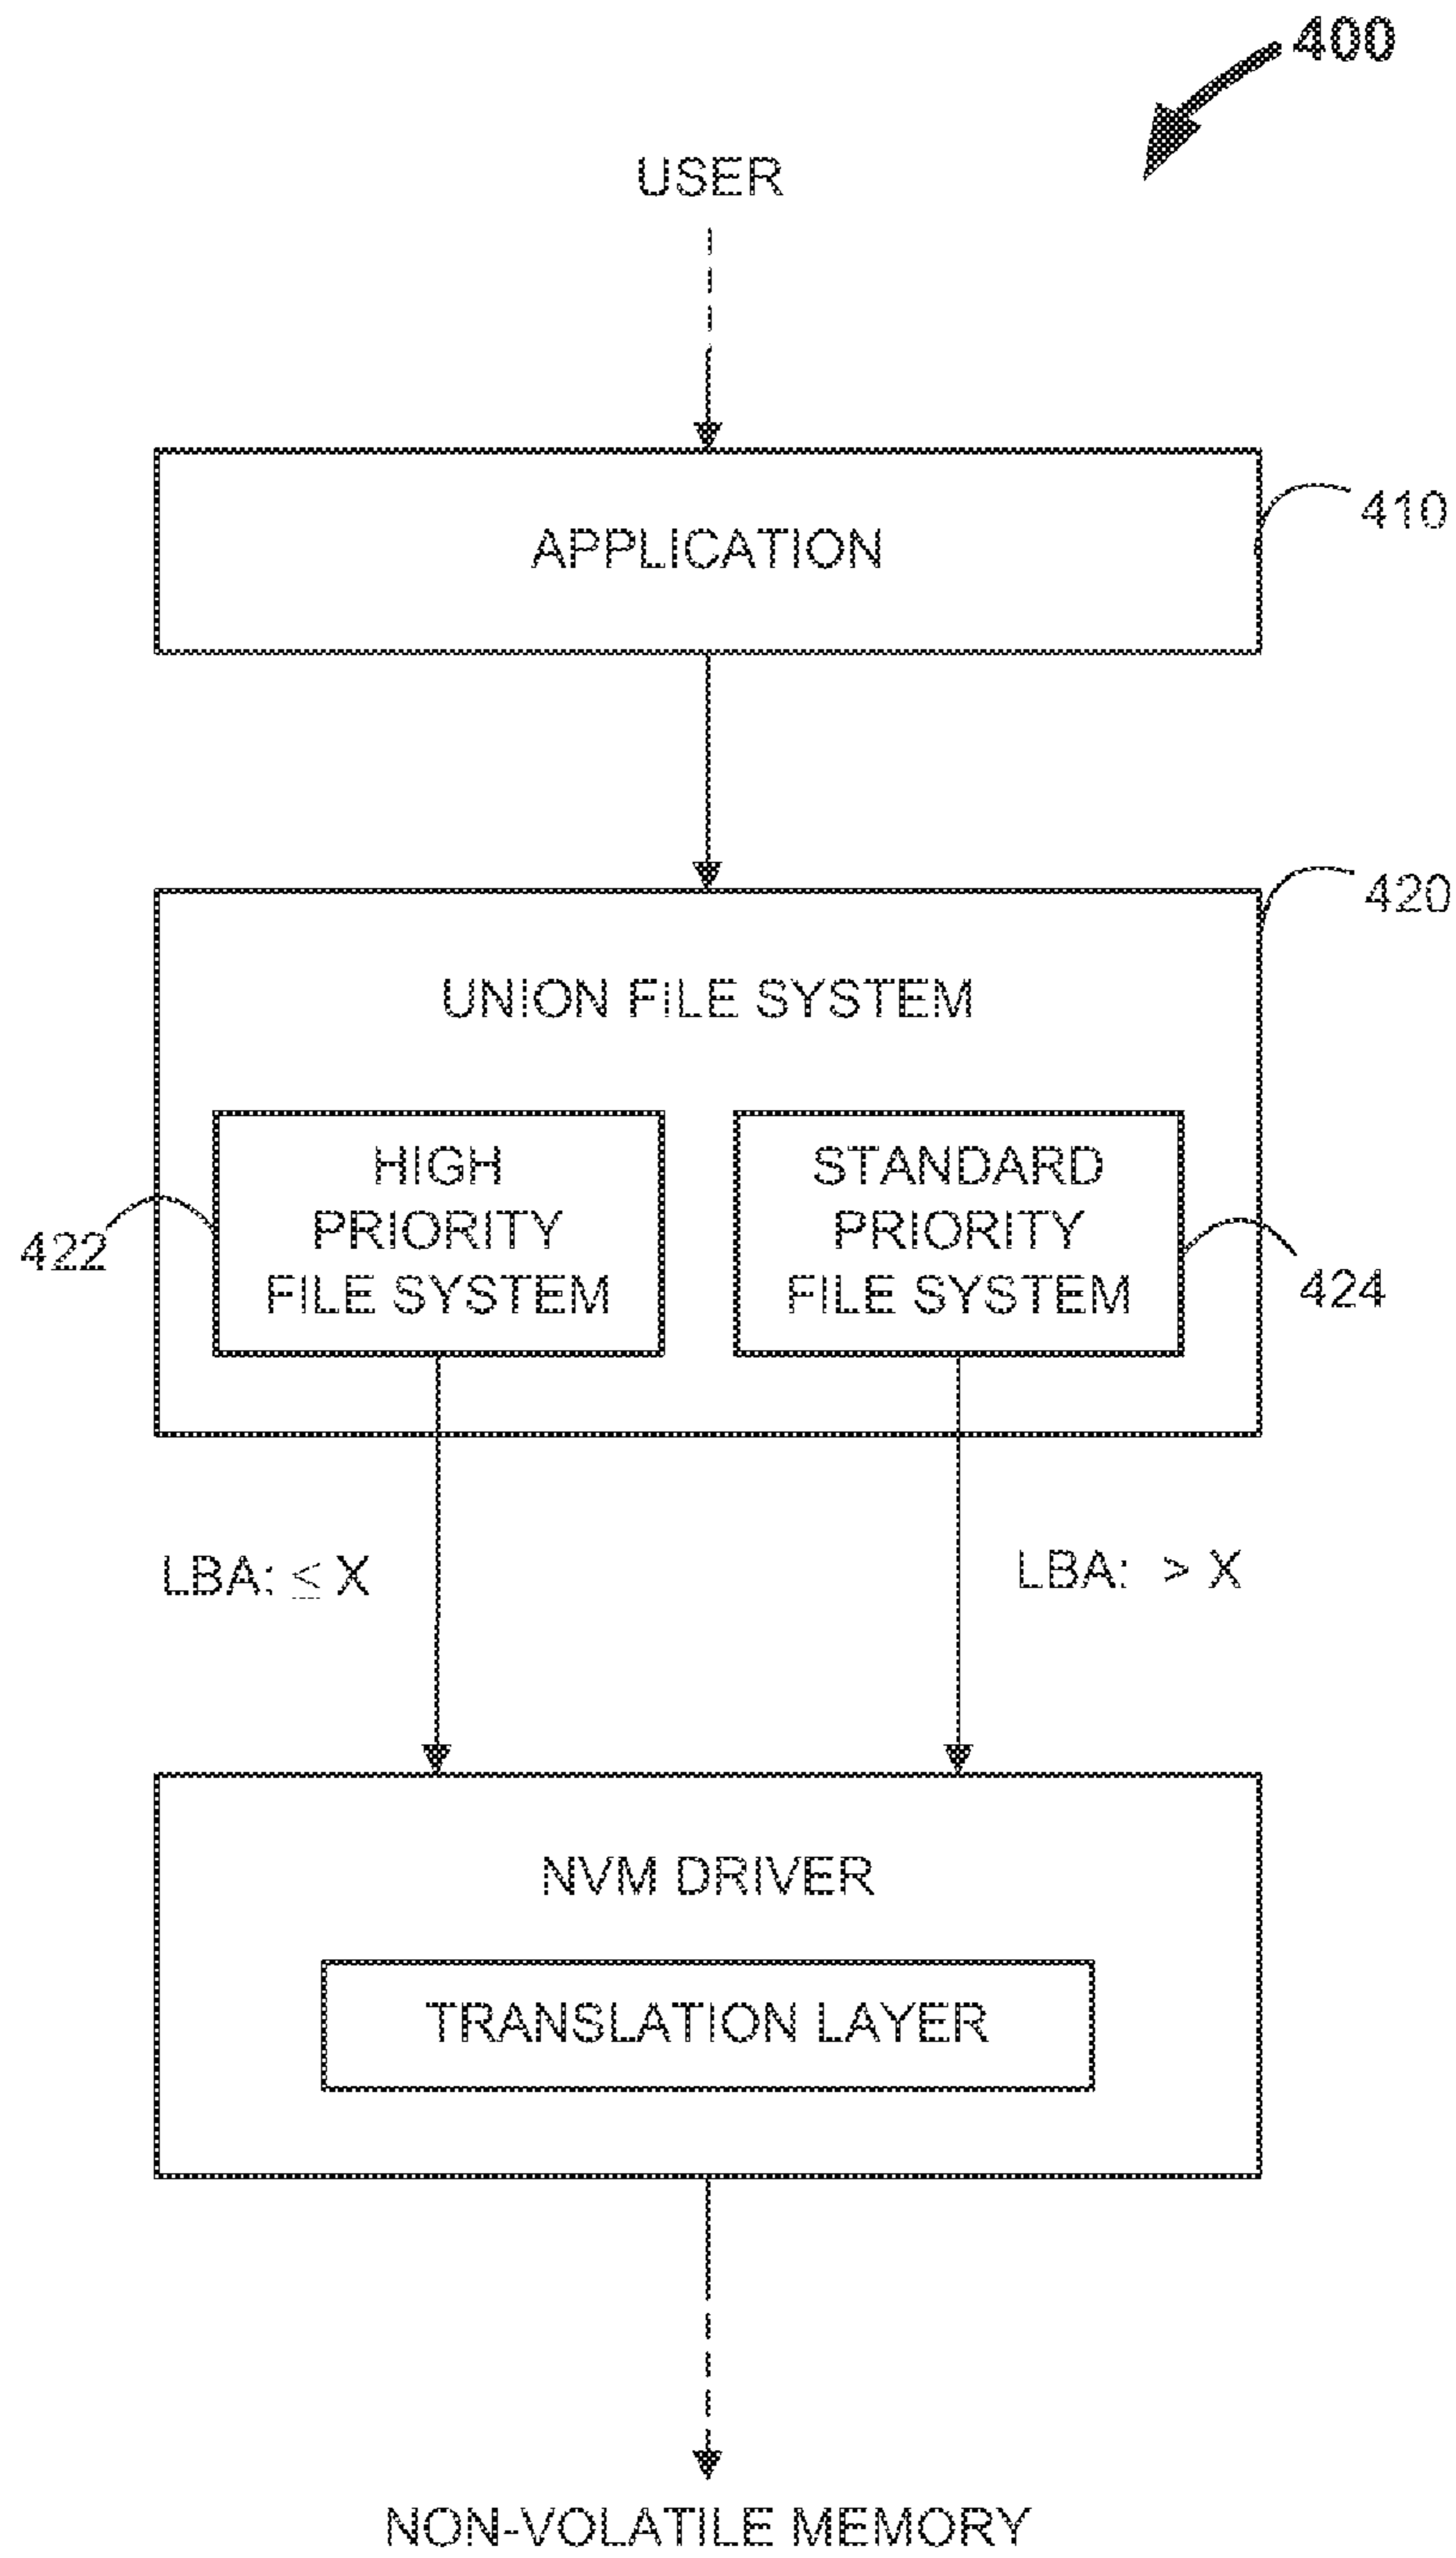 400
USER
APPLICATION
410
420
UNION FILE SYSTEM
HIGH
PRIORITY
FILE SYSTEM
STANDARD
PRIORITY
FILE SYSTEM
422
424
LBA: ≤ X
LBA: > X
NVM DRIVER
TRANSLATION LAYER
NON-VOLATILE MEMORY